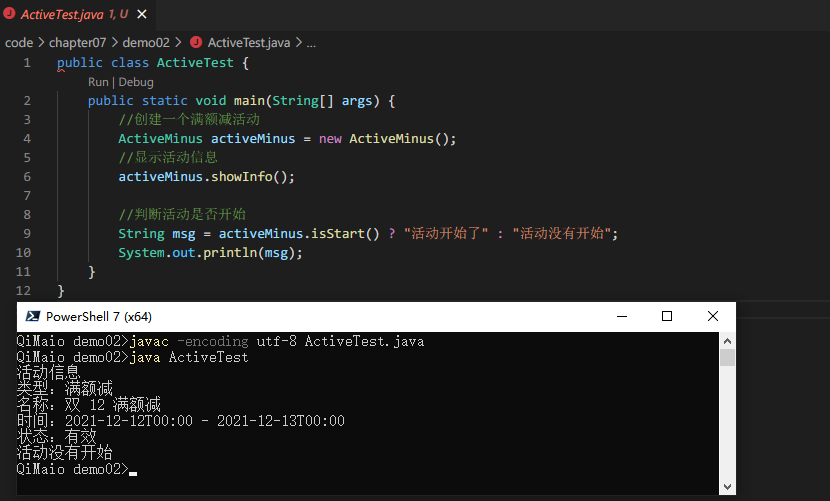 ActiveTest.java 1, U
code > chapter07 > demo02 > ActiveTest.java > ...
1 public class ActiveTest {
Run | Debug
2 public static void main(String[] args) {
3 //创建一个满额减活动
4 ActiveMinus activeMinus = new ActiveMinus();
5 //显示活动信息
6 activeMinus.showInfo();
7
8 //判断活动是否开始
9 String msg = activeMinus.isStart() ? "活动开始了" : "活动没有开始";
10 System.out.println(msg);
11 }
12 }
PowerShell 7 (x64)
QiMaio demo02>javac -encoding utf-8 ActiveTest.java
QiMaio demo02>java ActiveTest
活动信息
类型：满额减
名称：双 12 满额减
时间：2021-12-12T00:00 - 2021-12-13T00:00
状态：有效
活动没有开始
QiMaio demo02>